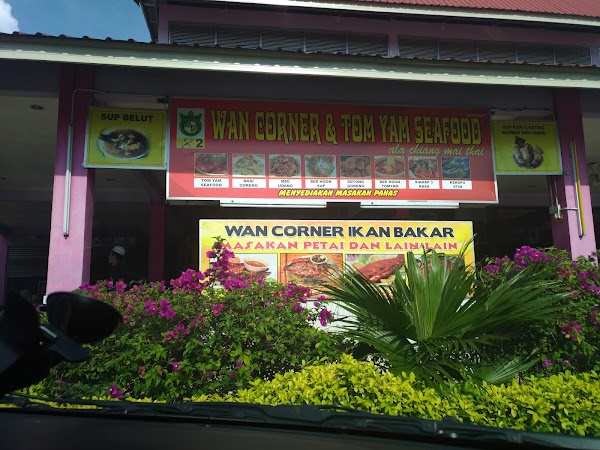 WAN CORNER & TOM YAM SEAFOOD
ala chiang mai thai
2
TOM YAM SEAFOOD
NASI GORENG
MEE UDANG
BEE HOON SUP
SOTONG GORENG
BEE HOON TOMYAM
SIAKAP 3 RASA
KERAPU STIM
MENYEDIAKAN MASAKAN PANAS
SUP BELUT
WAN CORNER IKAN BAKAR
MASAKAN PETAI DAN LAIN LAIN